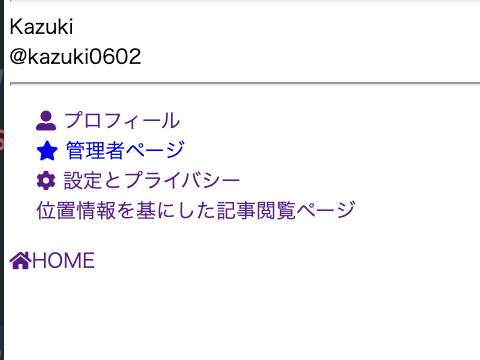 Kazuki
@kazuki0602
プロフィール
管理者ページ
設定とプライバシー
位置情報を基にした記事閲覧ページ
HOME